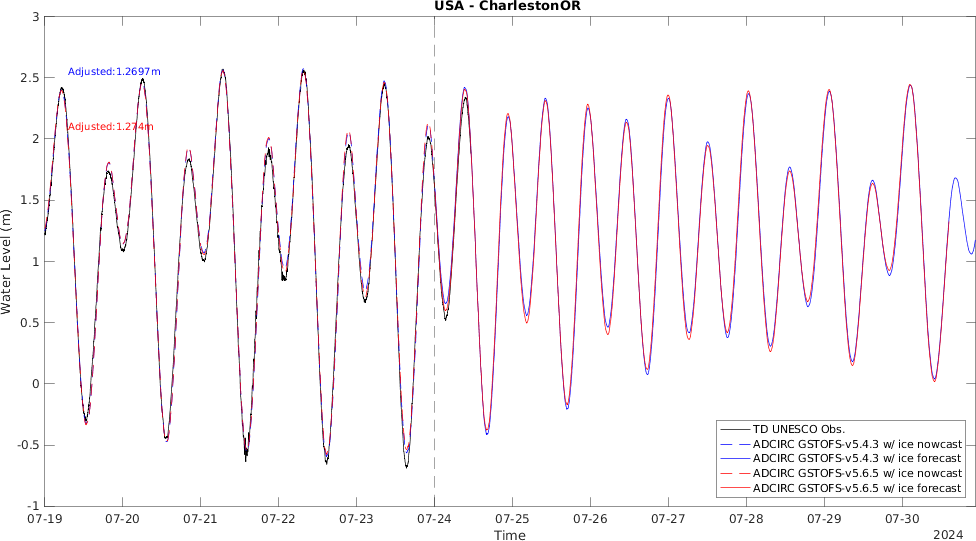 USA - CharlestonOR
3
2.5
2
1.5
1
0.5
0
-0.5
-1
Water Level (m)
Adjusted:1.2697m
Adjusted:1.274m
TD UNESCO Obs.
ADCIRC GSTOFS-v5.4.3 w/ ice nowcast
ADCIRC GSTOFS-v5.4.3 w/ ice forecast
ADCIRC GSTOFS-v5.6.5 w/ ice nowcast
ADCIRC GSTOFS-v5.6.5 w/ ice forecast
07-19 07-20 07-21 07-22 07-23 07-24 07-25 07-26 07-27 07-28 07-29 07-30
Time
2024